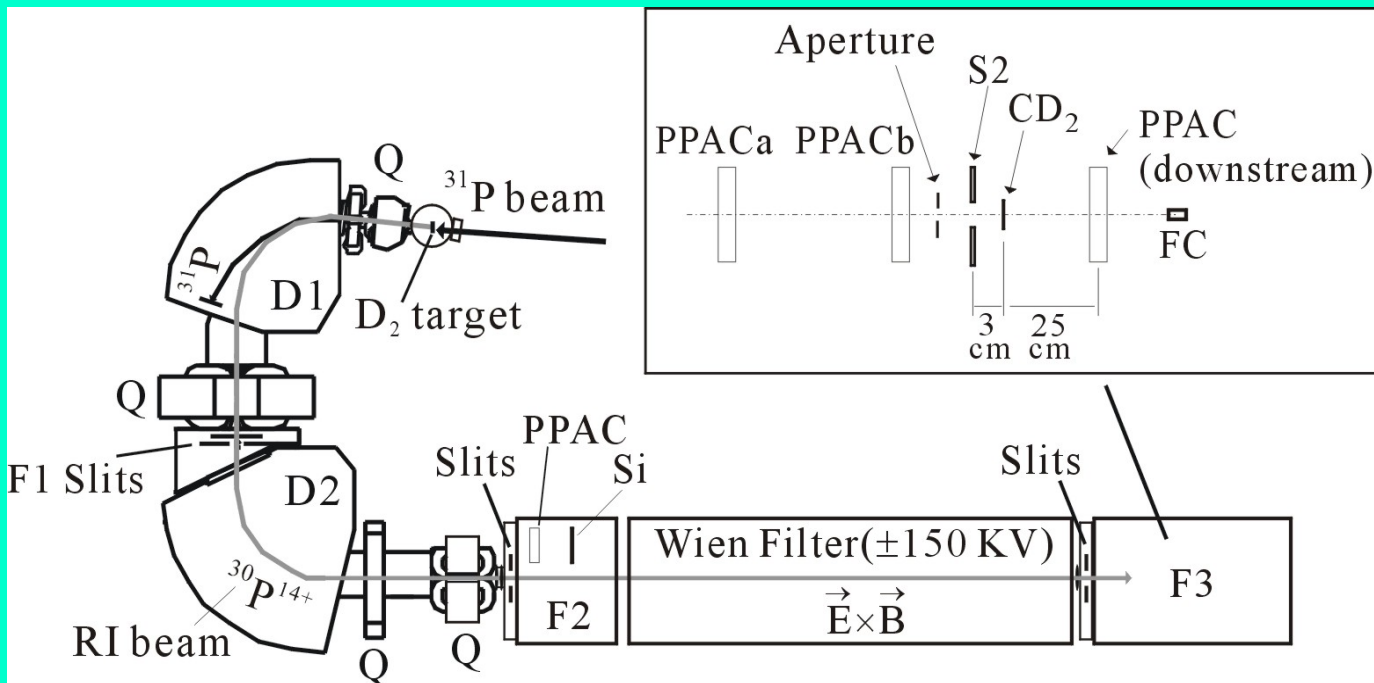 Aperture
S2
CD₂
PPACa
PPACb
PPAC
(downstream)
FC
3
cm
25
cm
Q
³¹P beam
³¹P
D1
D₂ target
Q
F1 Slits
D2
³⁰P¹⁴⁺
RI beam
Q
Q
Slits
PPAC
Si
F2
Wien Filter(±150 KV)
E×B
Slits
F3